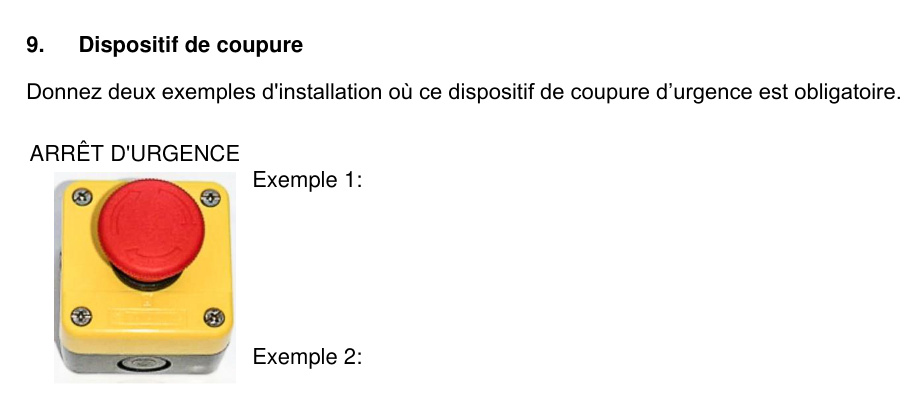 9. Dispositif de coupure
Donnez deux exemples d'installation où ce dispositif de coupure d’urgence est obligatoire.
ARRÊT D'URGENCE
Exemple 1:
Exemple 2: